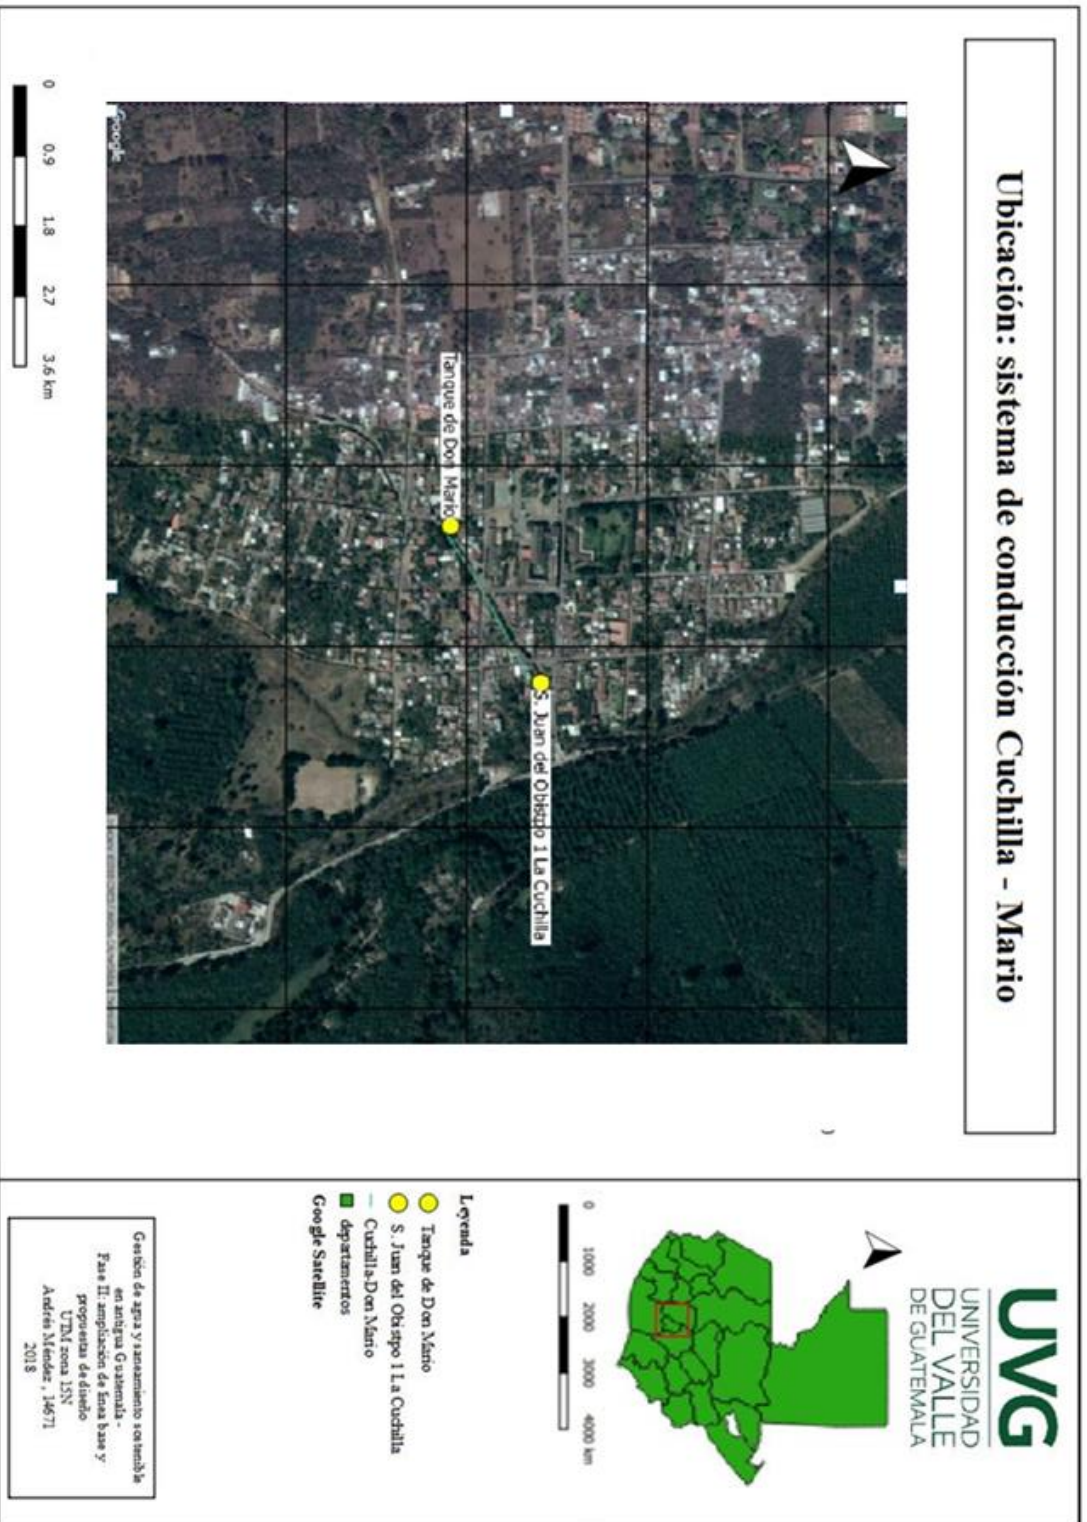 Ubicación: sistema de conducción Cuchilla - Mario
Tanque de Don Mario
S. Juan del Obistpo 1 La Cuchilla
Google
0 0.9 1.8 2.7 3.6 km
UVG
UNIVERSIDAD
DEL VALLE
DE GUATEMALA
0 1000 2000 3000 4000 km
Leyenda
Tanque de Don Mario
S. Juan del Obistpo 1 La Cuchilla
Cuchilla-Don Mario
departamentos
Google Satellite
Gestión de agua y saneamiento sostenible
en antigua Guatemala -
Fase II: ampliación de línea base y
propuestas de diseño
UTM zona 15N
Andrés Méndez , 14671
2018